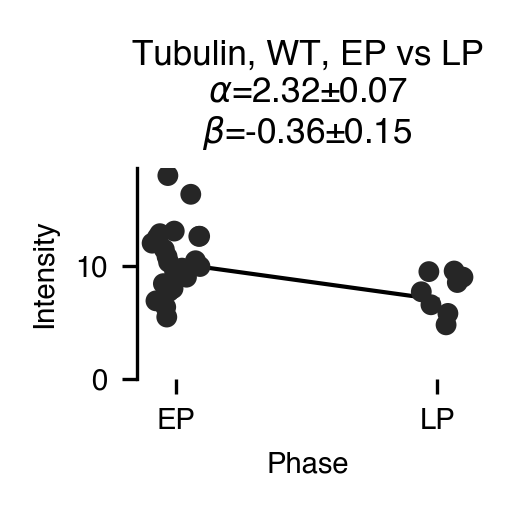 Tubulin, WT, EP vs LP
α=2.32±0.07
β=-0.36±0.15
Intensity
10
0
EP
LP
Phase